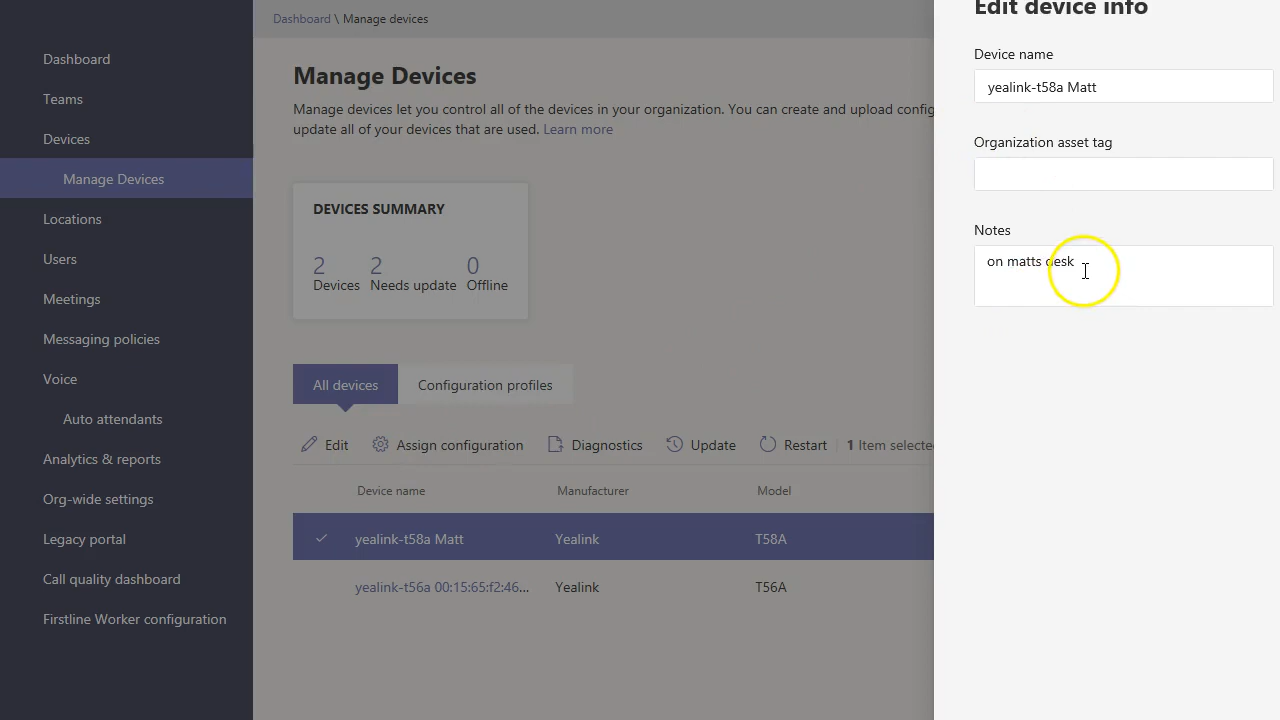 Dashboard
Teams
Devices
Manage Devices
Locations
Users
Meetings
Messaging policies
Voice
Auto attendants
Analytics & reports
Org-wide settings
Legacy portal
Call quality dashboard
Firstline Worker configuration
Dashboard \ Manage devices
Manage Devices
Manage devices let you control all of the devices in your organization. You can create and upload config
update all of your devices that are used. Learn more
DEVICES SUMMARY
2 2 0
Devices Needs update Offline
All devices Configuration profiles
Edit Assign configuration Diagnostics Update Restart 1 Item selected
Device name Manufacturer Model
yealink-t58a Matt Yealink T58A
yealink-t56a 00:15:65:f2:46... Yealink T56A
Edit device info
Device name
yealink-t58a Matt
Organization asset tag
Notes
on matts desk